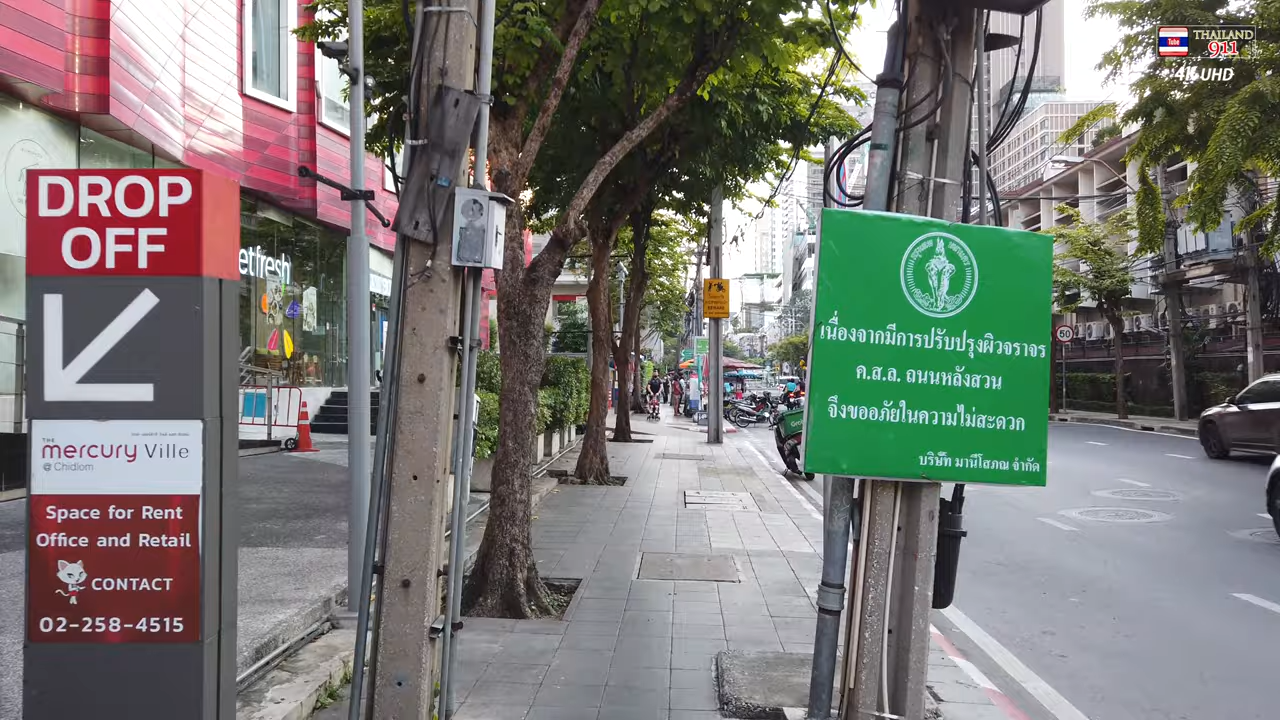 DROP
OFF
THE
mercury Ville
@ Chidlom
Space for Rent
Office and Retail
CONTACT
02-258-4515
etfresh
เนื่องจากมีการปรับปรุงผิวจราจร
ค.ส.ล. ถนนหลังสวน
จึงขออภัยในความไม่สะดวก
บริษัท มานีโสภณ จำกัด
50
Tube
THAILAND
911
4K UHD